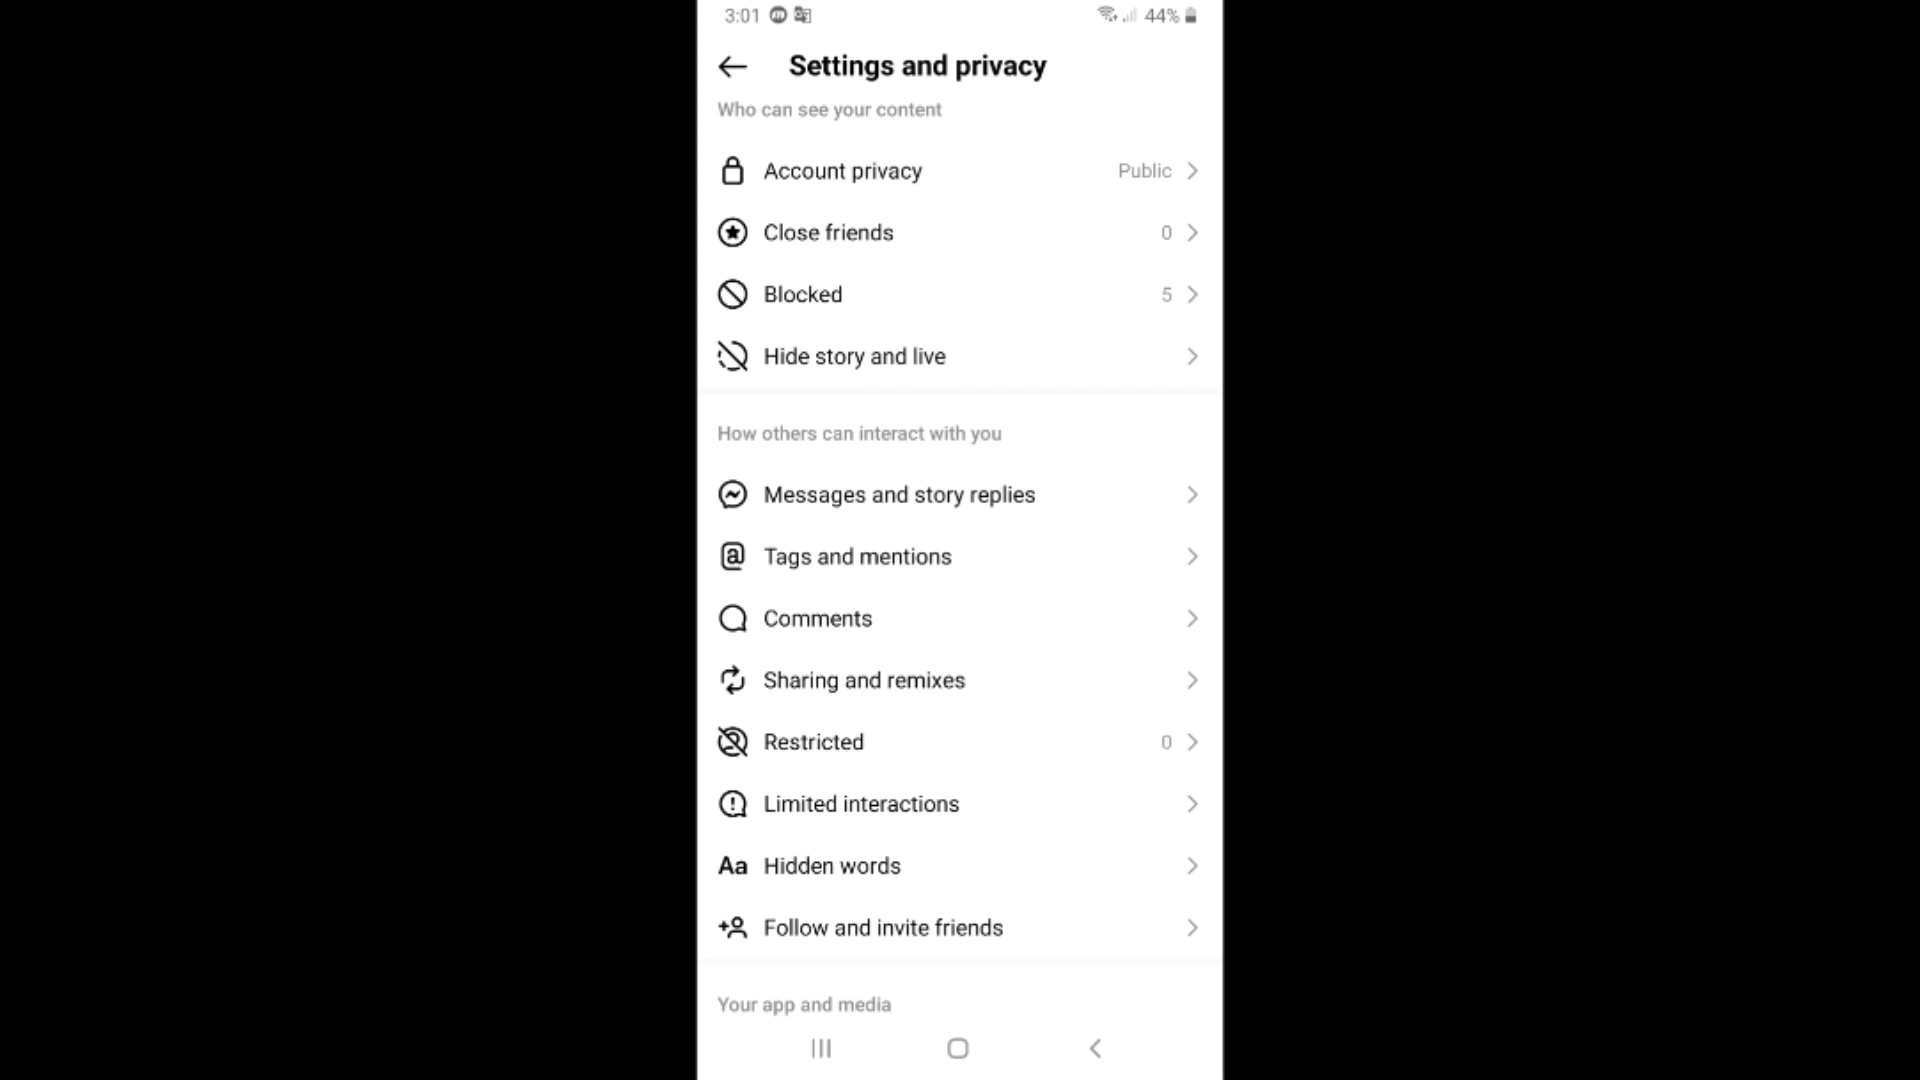 3:01 44%
Settings and privacy
Who can see your content
Account privacy Public
Close friends 0
Blocked 5
Hide story and live
How others can interact with you
Messages and story replies
Tags and mentions
Comments
Sharing and remixes
Restricted 0
Limited interactions
Aa Hidden words
Follow and invite friends
Your app and media